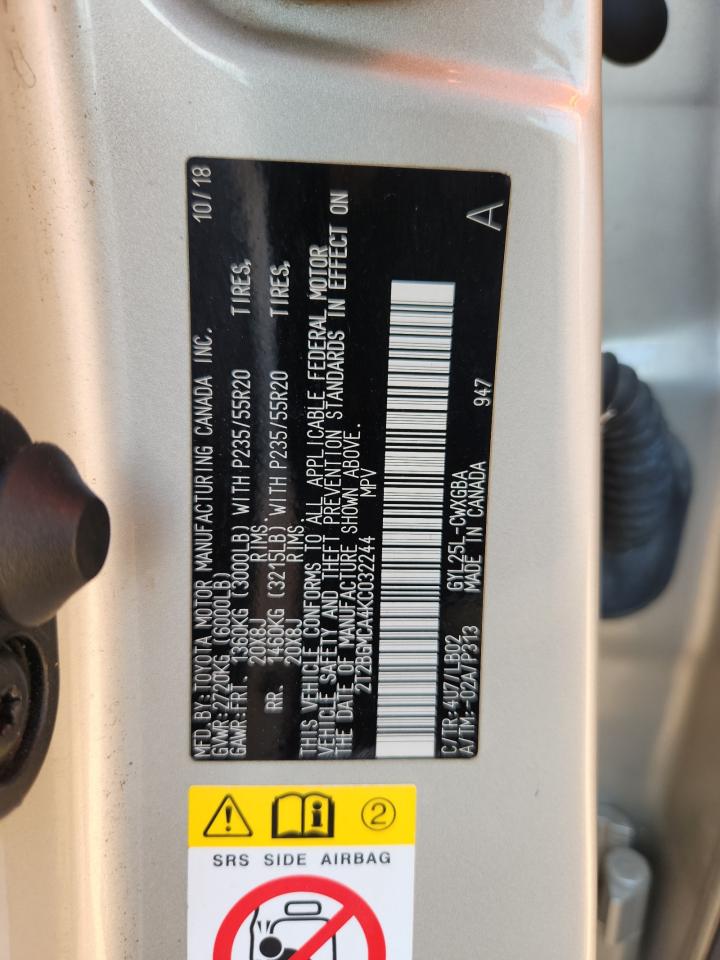 MFD.BY:TOYOTA MOTOR MANUFACTURING CANADA INC. 10/18
GVWR:2720KG (6000LB)
GAWR:FRT. 1360KG (3000LB) WITH P235/55R20 TIRES,
20X8J RIMS,
RR. 1460KG (3215LB) WITH P235/55R20 TIRES,
20X8J RIMS.
THIS VEHICLE CONFORMS TO ALL APPLICABLE FEDERAL MOTOR
VEHICLE SAFETY AND THEFT PREVENTION STANDARDS IN EFFECT ON
THE DATE OF MANUFACTURE SHOWN ABOVE.
2T2BGMCA4KC032244 MPV
A
C/TR:4U7/LB02 GYL25L-CWXGBA
A/TM:-02A/P313 MADE IN CANADA 947
2
SRS SIDE AIRBAG